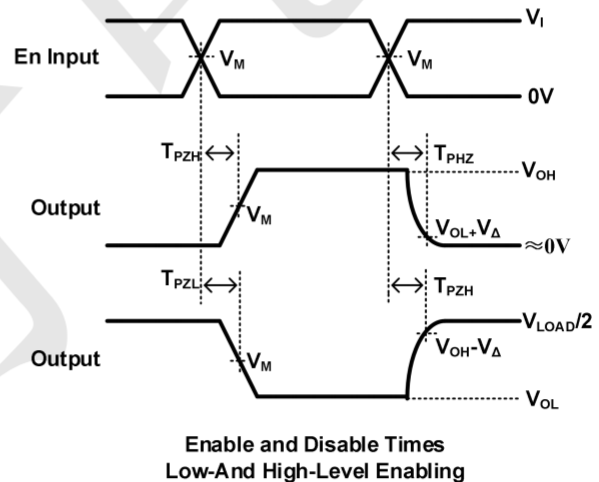 V_I
En Input
V_M
V_M
0V
T_PZH
T_PHZ
V_OH
Output
V_M
V_OL+V_Δ
≈0V
T_PZL
T_PZH
V_LOAD/2
V_M
V_OH-V_Δ
Output
V_OL
Enable and Disable Times
Low-And High-Level Enabling